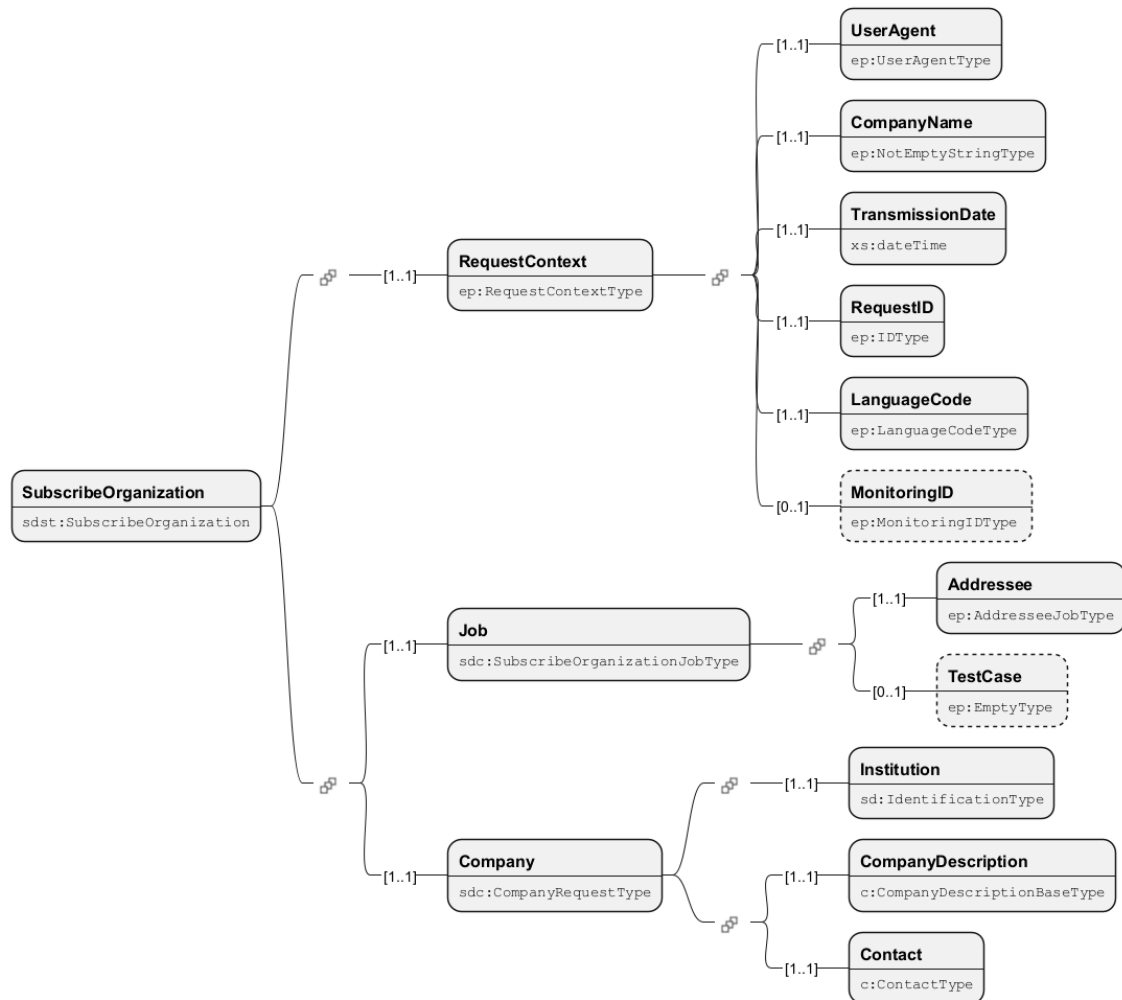 UserAgent
[1..1]
ep:UserAgentType
CompanyName
[1..1]
ep:NotEmptyStringType
TransmissionDate
[1..1]
xs:dateTime
RequestContext
[1..1]
ep:RequestContextType
RequestID
[1..1]
ep:IDType
LanguageCode
[1..1]
ep:LanguageCodeType
SubscribeOrganization
sdst:SubscribeOrganization
MonitoringID
[0..1]
ep:MonitoringIDType
Job
[1..1]
sdc:SubscribeOrganizationJobType
Addressee
[1..1]
ep:AddresseeJobType
TestCase
[0..1]
ep:EmptyType
Institution
[1..1]
sd:IdentificationType
Company
[1..1]
sdc:CompanyRequestType
CompanyDescription
[1..1]
c:CompanyDescriptionBaseType
Contact
[1..1]
c:ContactType